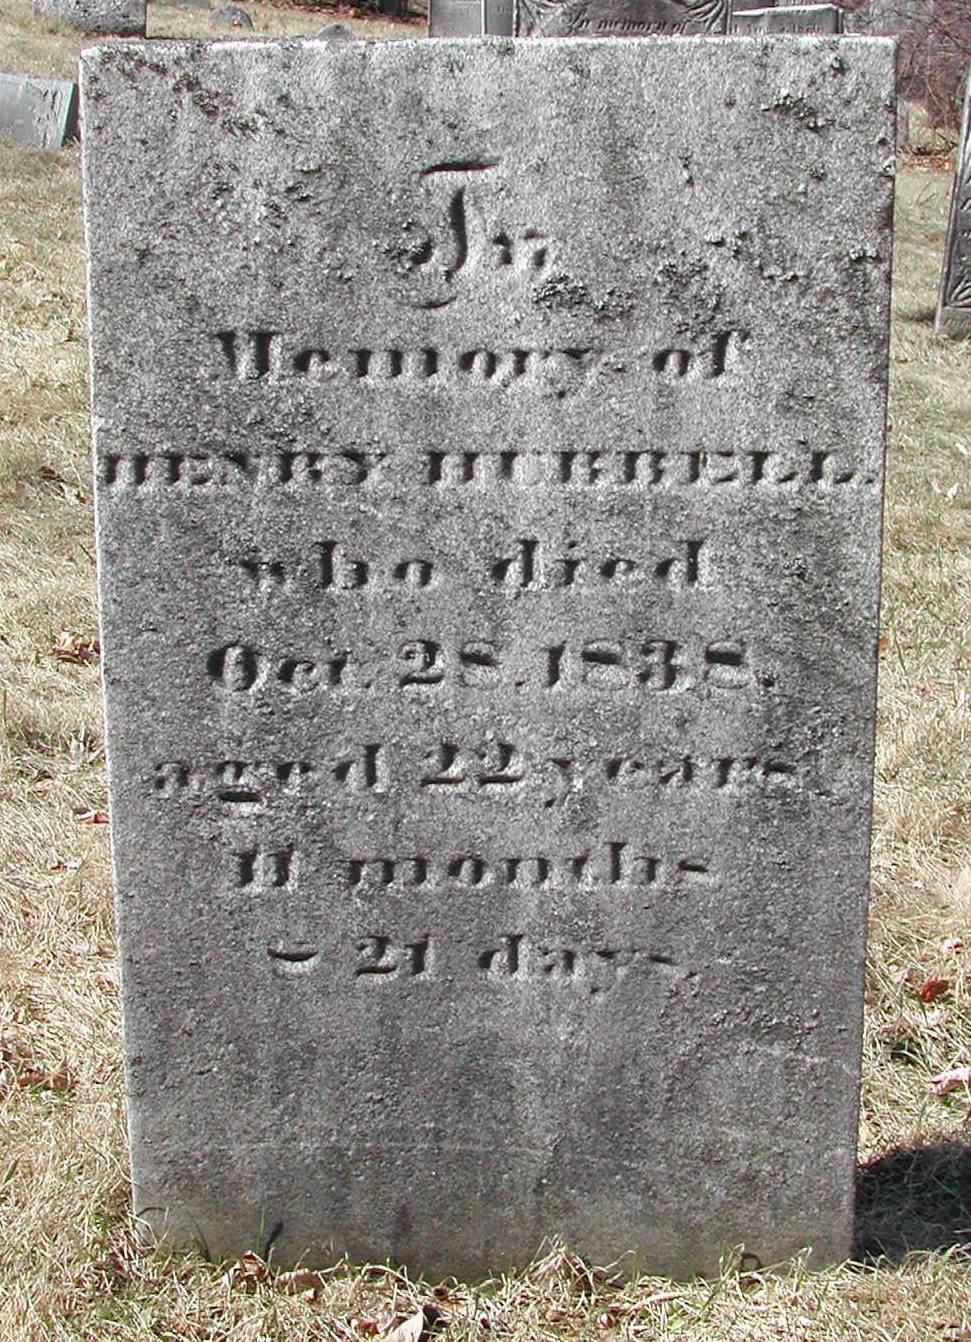 In memory of
In
Memory of
HENRY HUBBELL.
who died
Oct. 28. 1838.
aged 22 years
11 months
- 21 days.